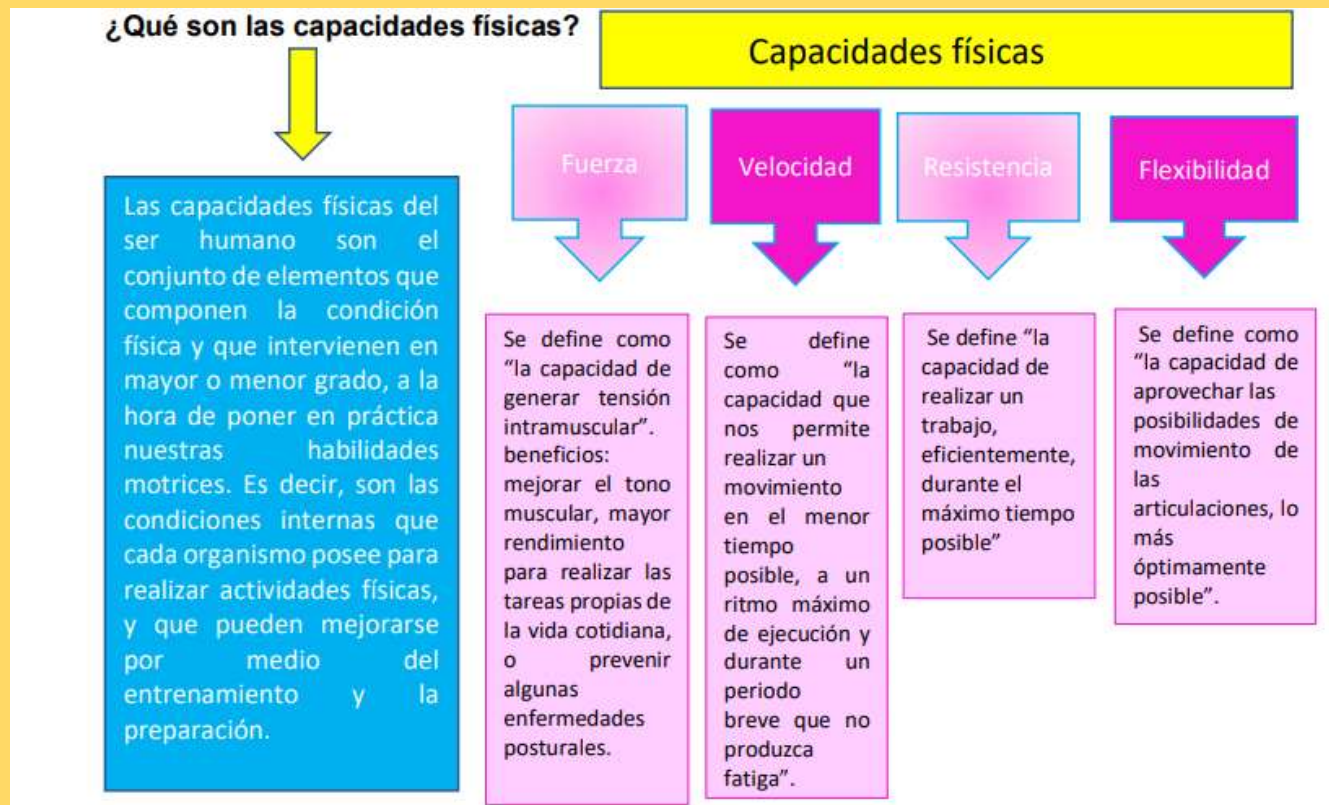 ¿Qué son las capacidades físicas?
Las capacidades físicas del
ser humano son el
conjunto de elementos que
componen la condición
física y que intervienen en
mayor o menor grado, a la
hora de poner en práctica
nuestras habilidades
motrices. Es decir, son las
condiciones internas que
cada organismo posee para
realizar actividades físicas,
y que pueden mejorarse
por medio del
entrenamiento y la
preparación.
Capacidades físicas
Fuerza
Se define como
“la capacidad de
generar tensión
intramuscular”.
beneficios:
mejorar el tono
muscular, mayor
rendimiento
para realizar las
tareas propias de
la vida cotidiana,
o prevenir
algunas
enfermedades
posturales.
Velocidad
Se define
como “la
capacidad que
nos permite
realizar un
movimiento
en el menor
tiempo
posible, a un
ritmo máximo
de ejecución y
durante un
periodo
breve que no
produzca
fatiga”.
Resistencia
Se define “la
capacidad de
realizar un
trabajo,
eficientemente,
durante el
máximo tiempo
posible”
Flexibilidad
Se define como
“la capacidad de
aprovechar las
posibilidades de
movimiento de
las
articulaciones, lo
más
óptimamente
posible”.